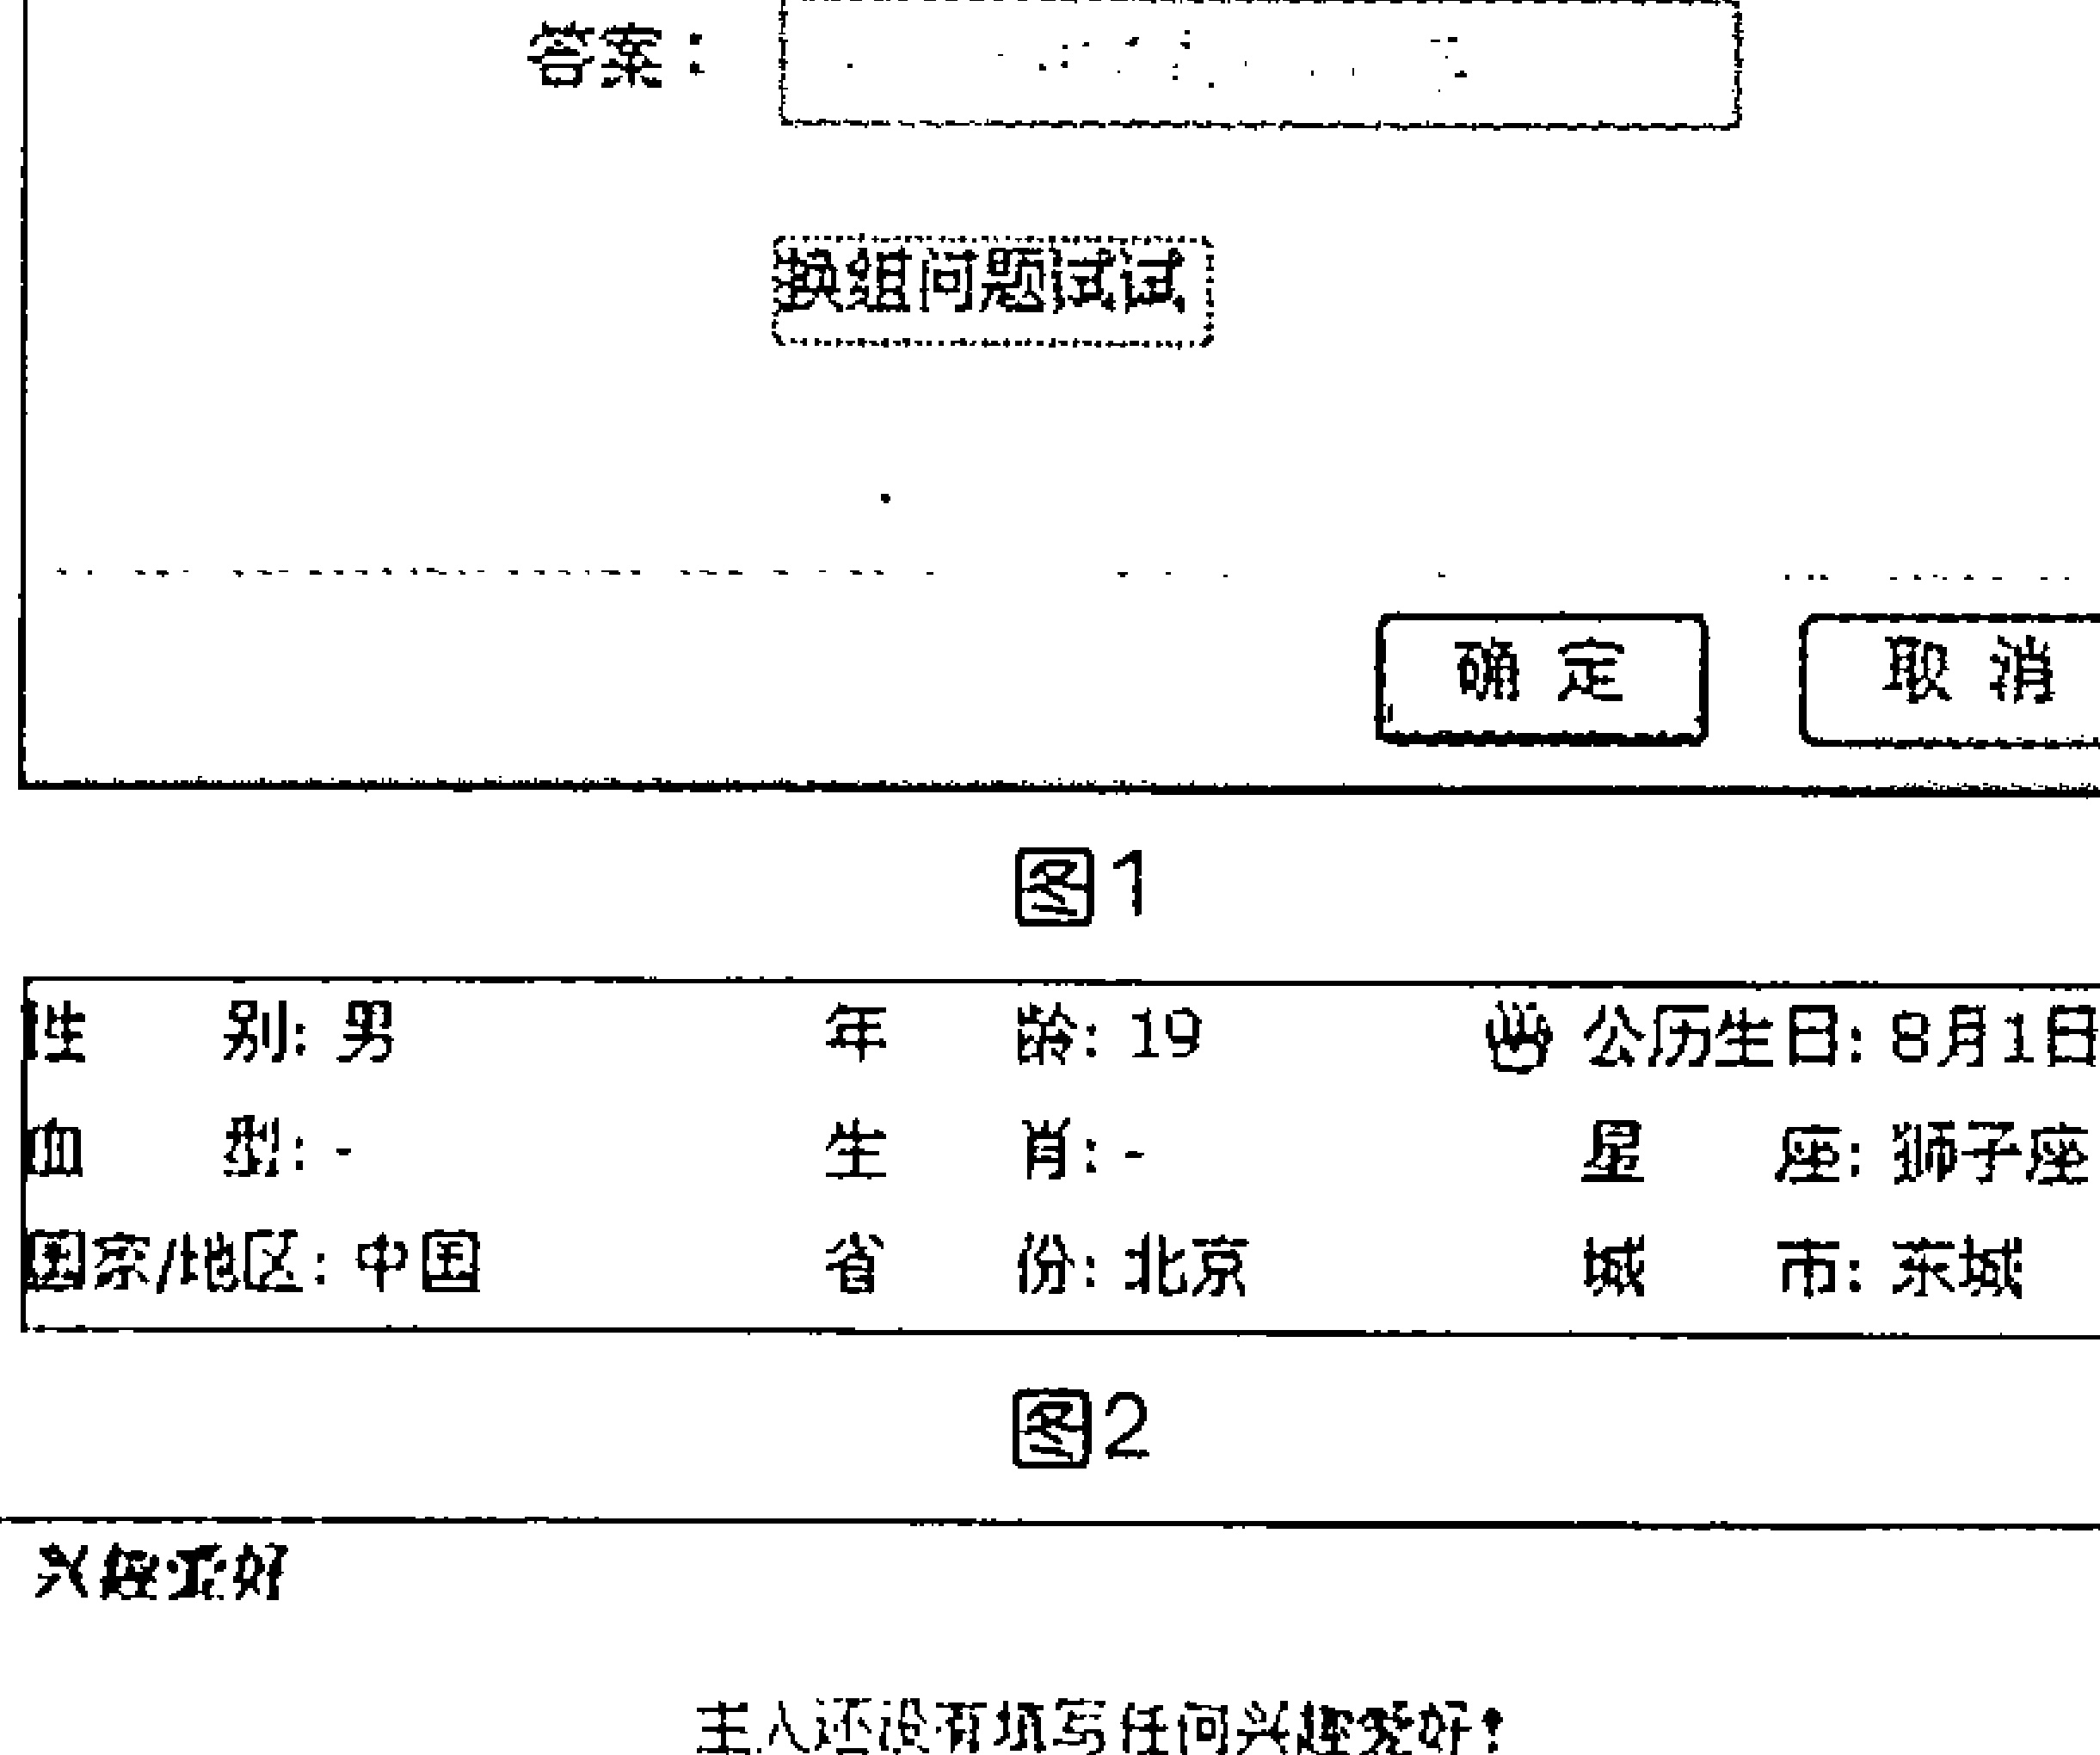 答案：
换组问题试试
确定 取消
图1
性 别: 男 年 龄: 19 公历生日: 8月1日
血 型: - 生 肖: - 星 座: 狮子座
国家/地区: 中国 省 份: 北京 城 市: 东城
图2
兴趣爱好
主人还没有填写任何兴趣爱好!